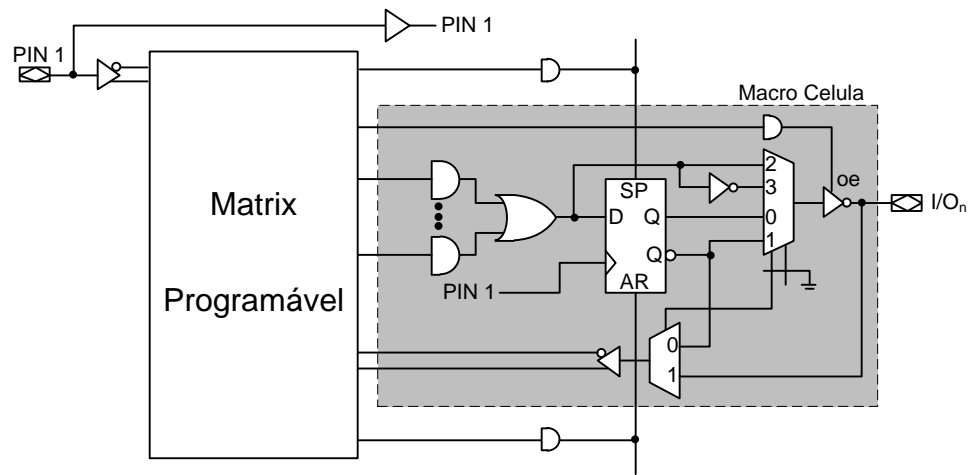 PIN 1
PIN 1
Macro Celula
Matrix
Programável
2
3
0
1
oe
I/Oₙ
SP
D
Q
Q
AR
PIN 1
0
1